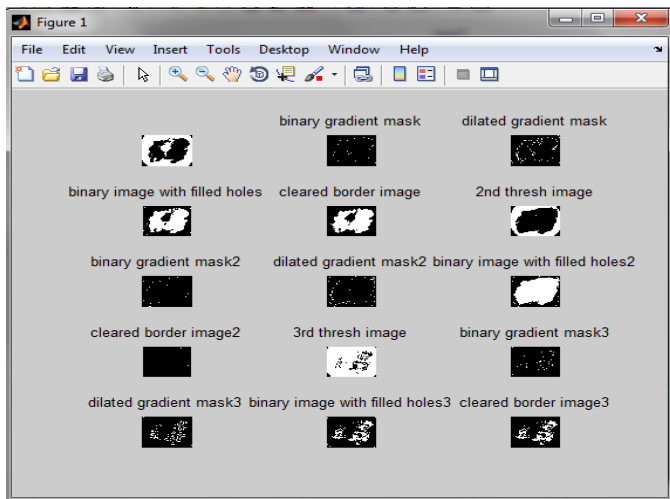 Figure 1
File Edit View Insert Tools Desktop Window Help
binary gradient mask dilated gradient mask
binary image with filled holes cleared border image 2nd thresh image
binary gradient mask2 dilated gradient mask2 binary image with filled holes2
cleared border image2 3rd thresh image binary gradient mask3
dilated gradient mask3 binary image with filled holes3 cleared border image3